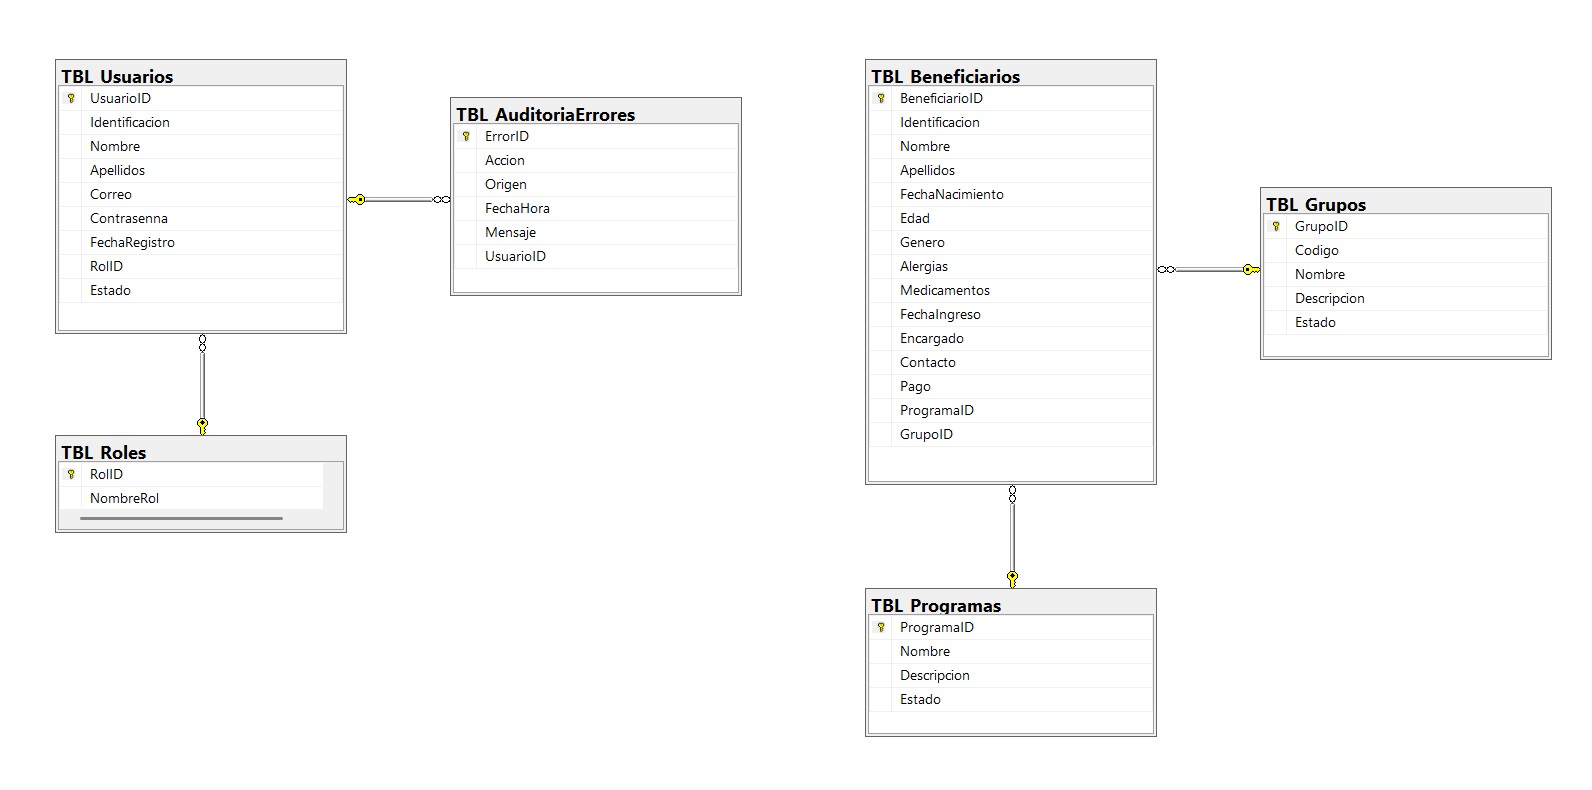 TBL_Usuarios
UsuarioID
Identificacion
Nombre
Apellidos
Correo
Contrasenna
FechaRegistro
RolID
Estado
TBL_AuditoriaErrores
ErrorID
Accion
Origen
FechaHora
Mensaje
UsuarioID
TBL_Roles
RolID
NombreRol
TBL_Beneficiarios
BeneficiarioID
Identificacion
Nombre
Apellidos
FechaNacimiento
Edad
Genero
Alergias
Medicamentos
FechaIngreso
Encargado
Contacto
Pago
ProgramaID
GrupoID
TBL_Grupos
GrupoID
Codigo
Nombre
Descripcion
Estado
TBL_Programas
ProgramaID
Nombre
Descripcion
Estado